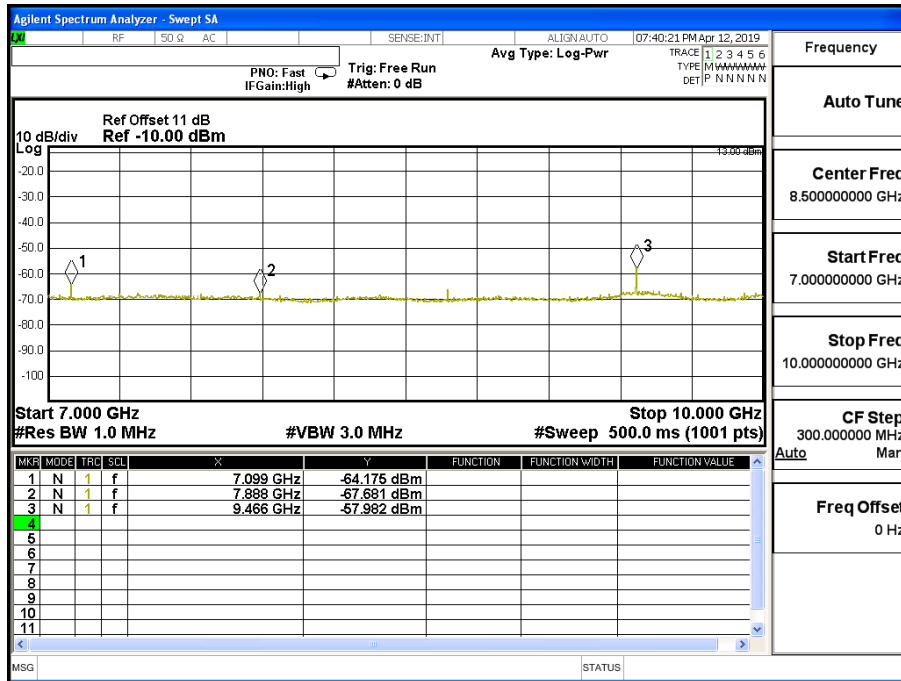 Agilent Spectrum Analyzer - Swept SA
LXI RF 50 Ω AC SENSE:INT ALIGN AUTO 07:40:21 PM Apr 12, 2019
Frequency
Avg Type: Log-Pwr
TRACE 1 2 3 4 5 6
PNO: Fast Trig: Free Run
TYPE M WWWWW
IFGain:High #Atten: 0 dB
DET P N N N N N
Auto Tune
Ref Offset 11 dB
10 dB/div Ref -10.00 dBm
Log
-13.00 dBm
-20.0
-30.0
-40.0
-50.0
-60.0
-70.0
-80.0
-90.0
-100
1
2
3
Center Freq
8.500000000 GHz
Start Freq
7.000000000 GHz
Stop Freq
10.000000000 GHz
Start 7.000 GHz Stop 10.000 GHz
#Res BW 1.0 MHz #VBW 3.0 MHz #Sweep 500.0 ms (1001 pts)
CF Step
300.000000 MHz
Auto Man
MKR MODE TRC SCL X Y FUNCTION FUNCTION WIDTH FUNCTION VALUE
1 N 1 f 7.099 GHz -64.175 dBm
2 N 1 f 7.888 GHz -67.681 dBm
3 N 1 f 9.466 GHz -57.982 dBm
4
5
6
7
8
9
10
11
Freq Offset
0 Hz
MSG STATUS